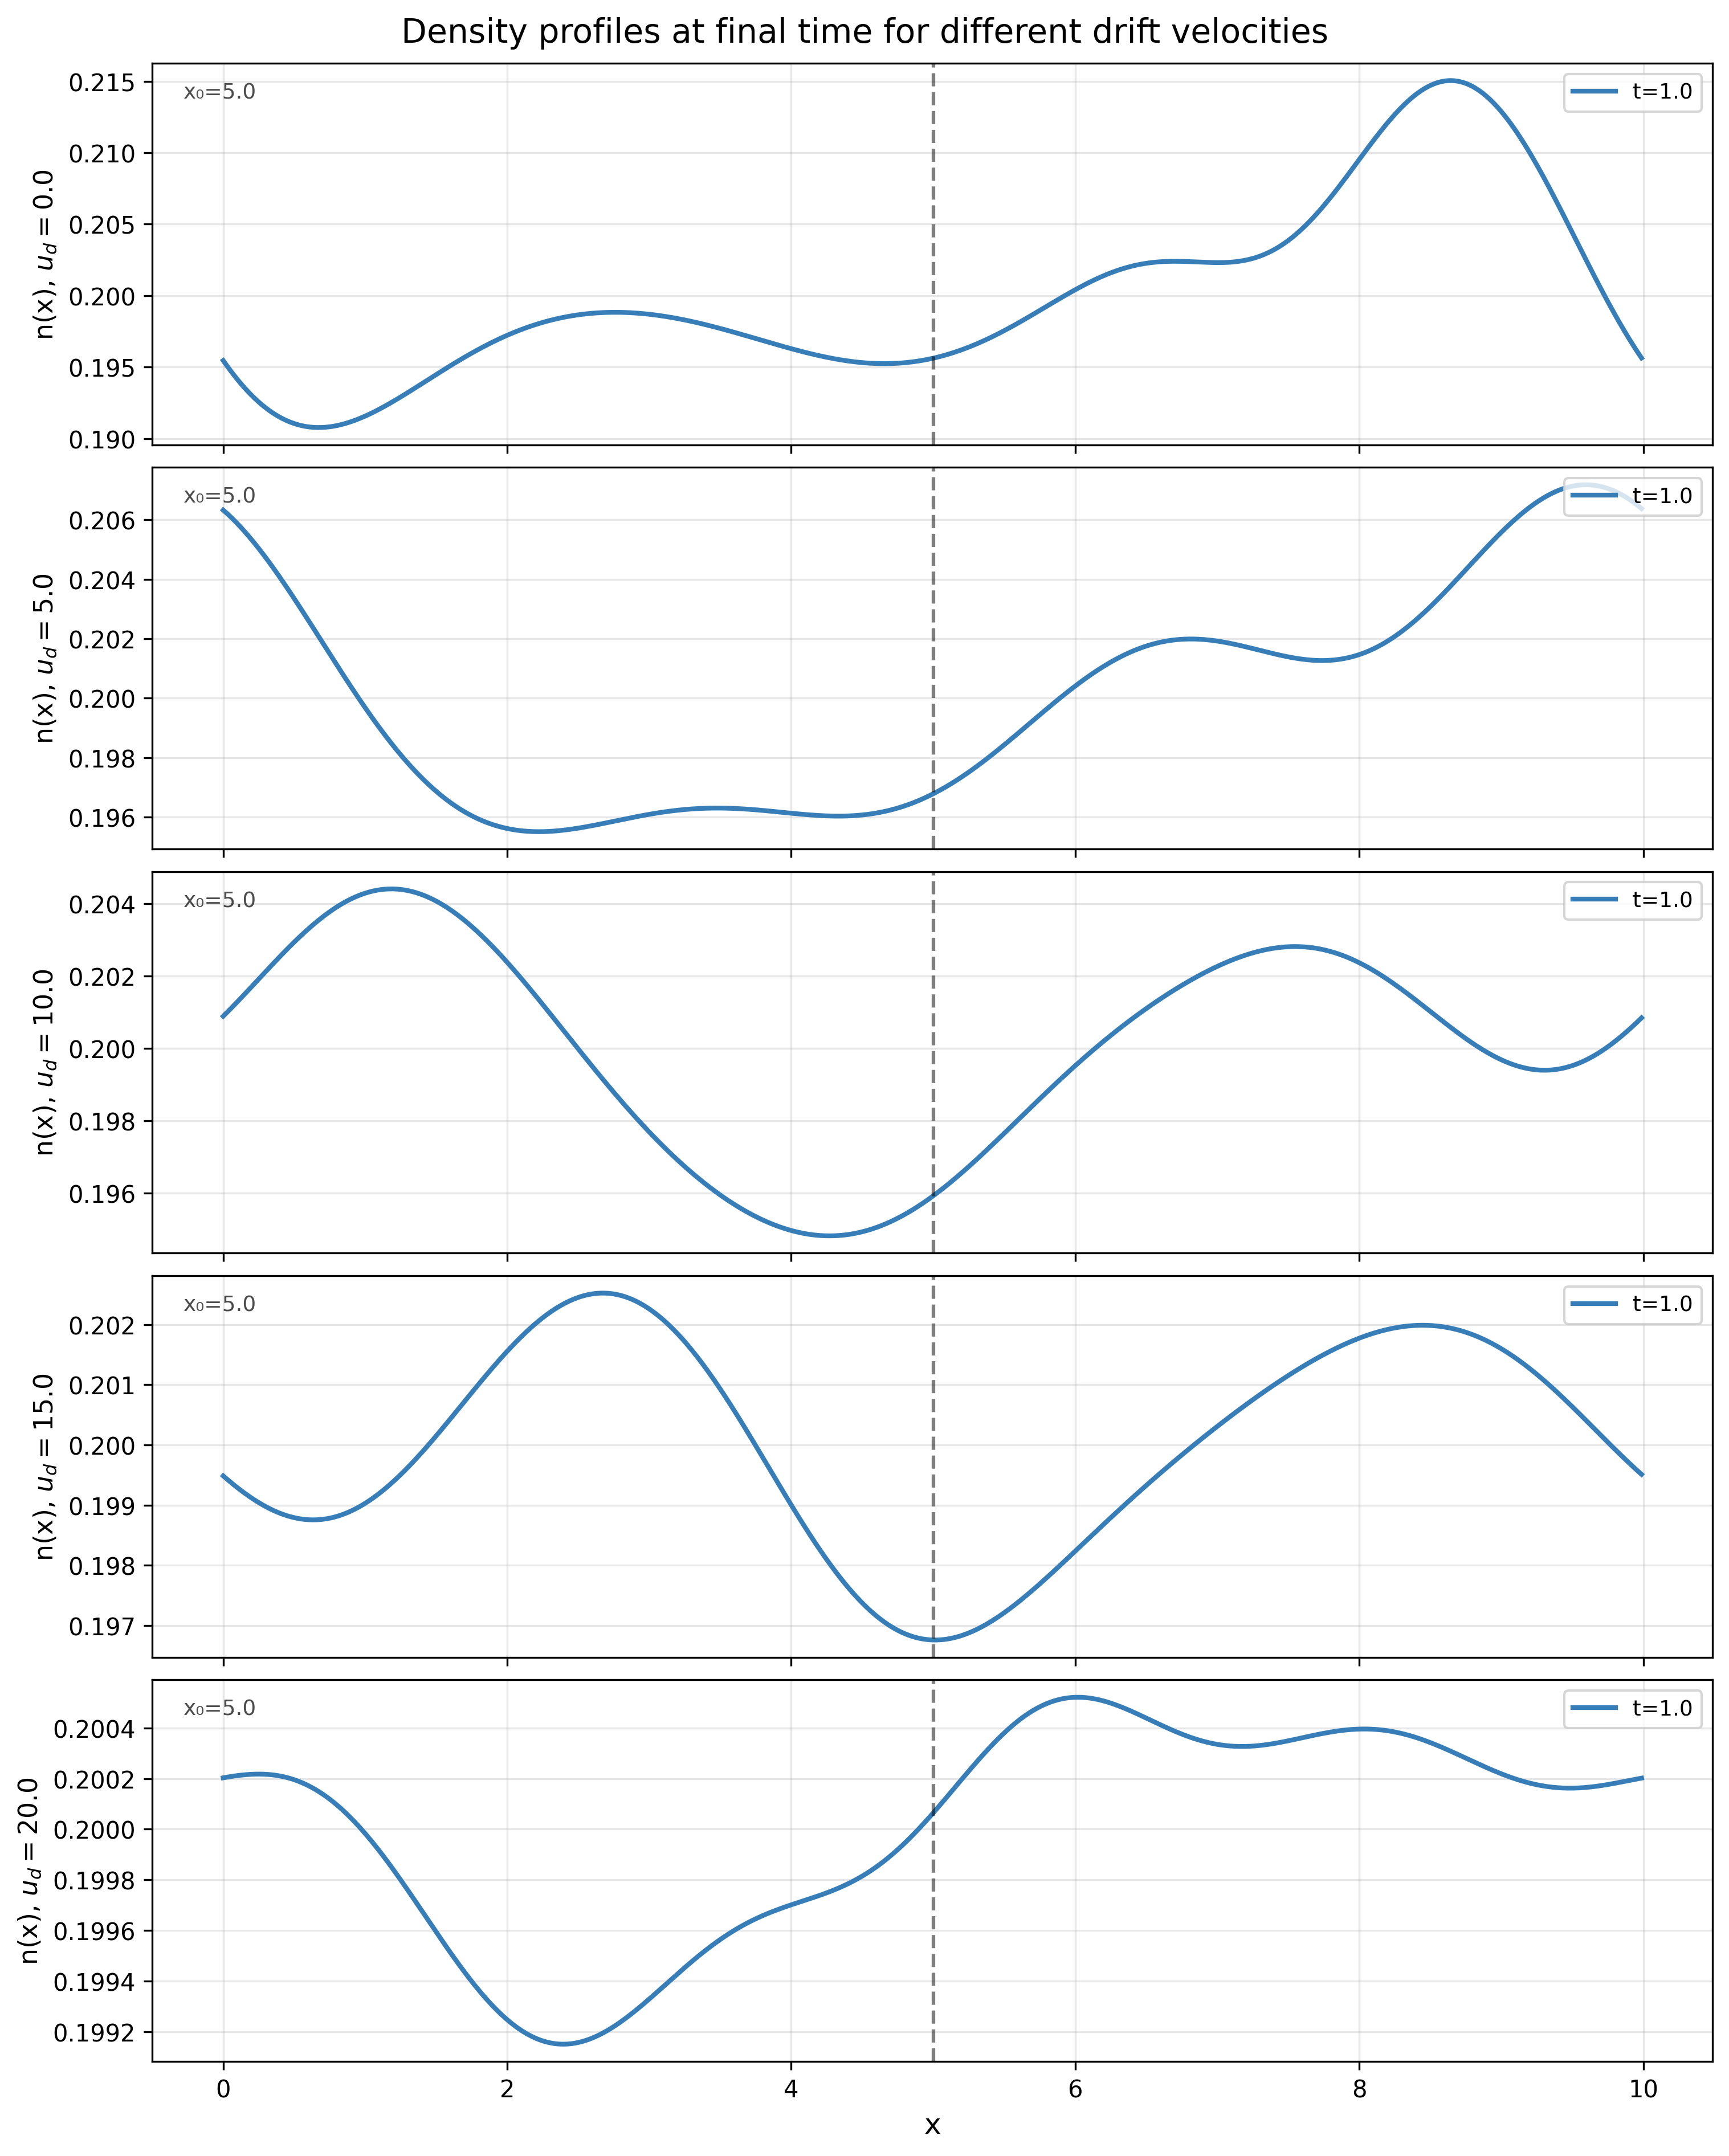 Density profiles at final time for different drift velocities
n(x), u_d = 0.0
0.215
0.210
0.205
0.200
0.195
0.190
x₀=5.0
t=1.0
n(x), u_d = 5.0
0.206
0.204
0.202
0.200
0.198
0.196
x₀=5.0
t=1.0
n(x), u_d = 10.0
0.204
0.202
0.200
0.198
0.196
x₀=5.0
t=1.0
n(x), u_d = 15.0
0.202
0.201
0.200
0.199
0.198
0.197
x₀=5.0
t=1.0
n(x), u_d = 20.0
0.2004
0.2002
0.2000
0.1998
0.1996
0.1994
0.1992
x₀=5.0
t=1.0
0 2 4 6 8 10
x